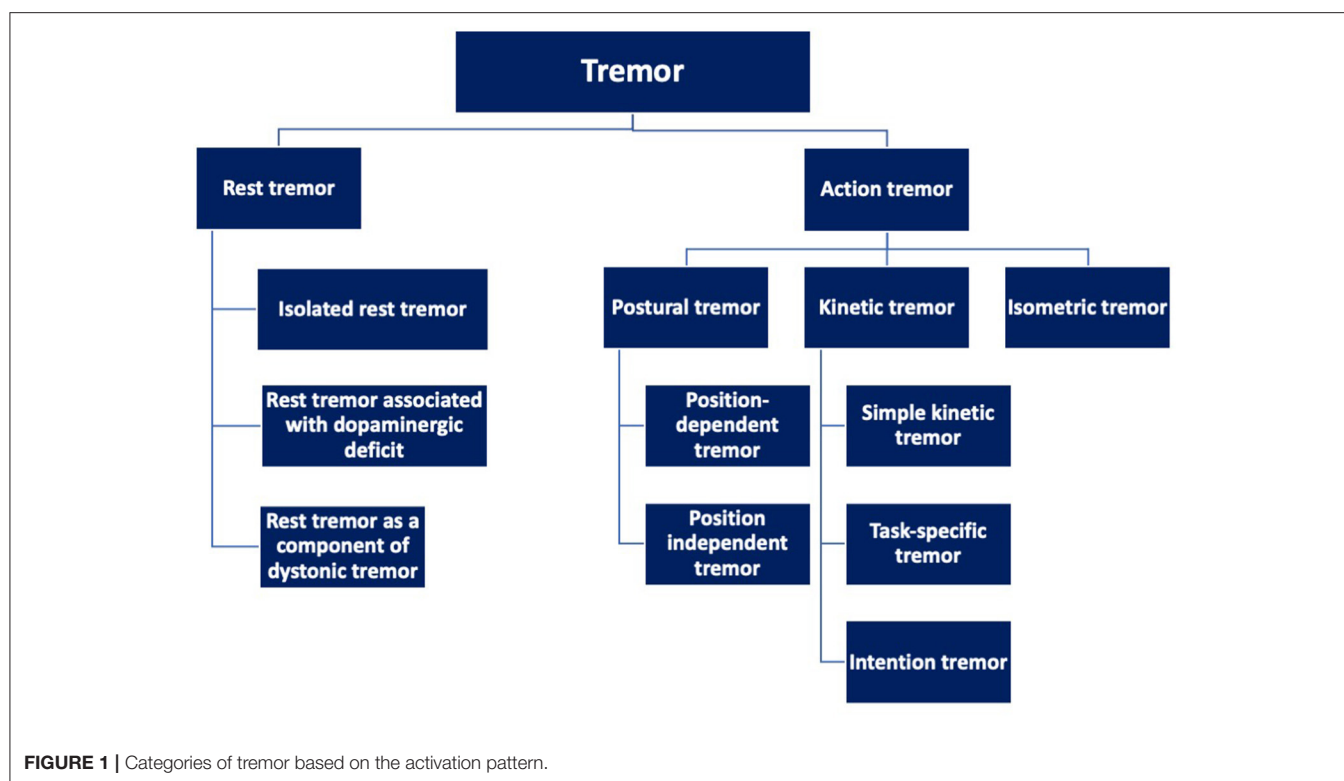 Tremor
Rest tremor
Action tremor
Isolated rest tremor
Postural tremor
Kinetic tremor
Isometric tremor
Rest tremor associated
with dopaminergic
deficit
Position-
dependent
tremor
Simple kinetic
tremor
Rest tremor as a
component of
dystonic tremor
Position
independent
tremor
Task-specific
tremor
Intention tremor
FIGURE 1 | Categories of tremor based on the activation pattern.